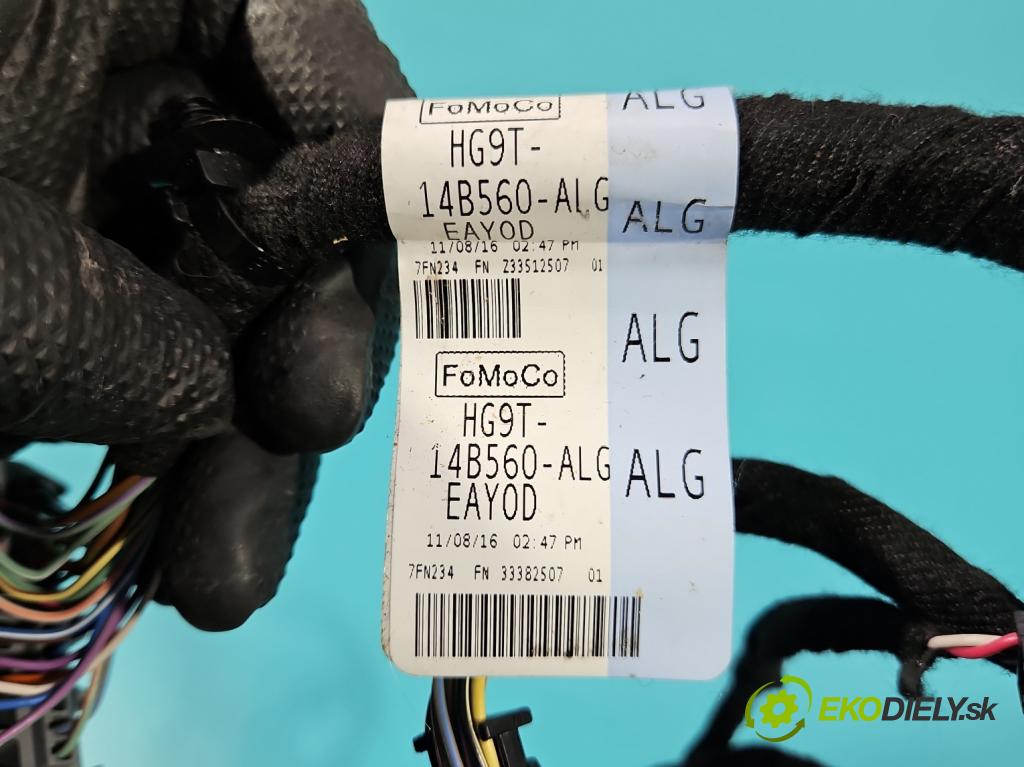 FoMoCo ALG
HG9T-
14B560-ALG ALG
EAYOD
11/08/16 02:47 PM
7FN234 FN Z33512507 01
ALG
FoMoCo
HG9T-
14B560-ALG ALG
EAYOD
11/08/16 02:47 PM
7FN234 FN 33382507 01
EKODIELY.sk